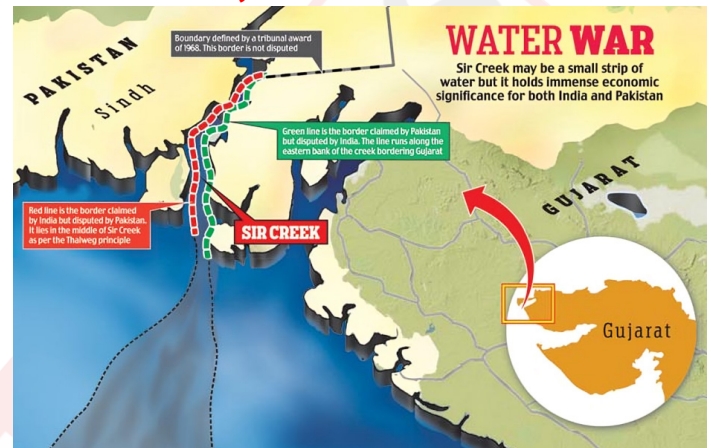 WATER WAR
Sir Creek may be a small strip of
water but it holds immense economic
significance for both India and Pakistan
Boundary defined by a tribunal award
of 1968. This border is not disputed
PAKISTAN
Sindh
Green line is the border claimed by Pakistan
but disputed by India. The line runs along the
eastern bank of the creek bordering Gujarat
GUJARAT
Red line is the border claimed
by India but disputed by Pakistan.
It lies in the middle of Sir Creek
as per the Thalweg principle
SIR CREEK
Gujarat